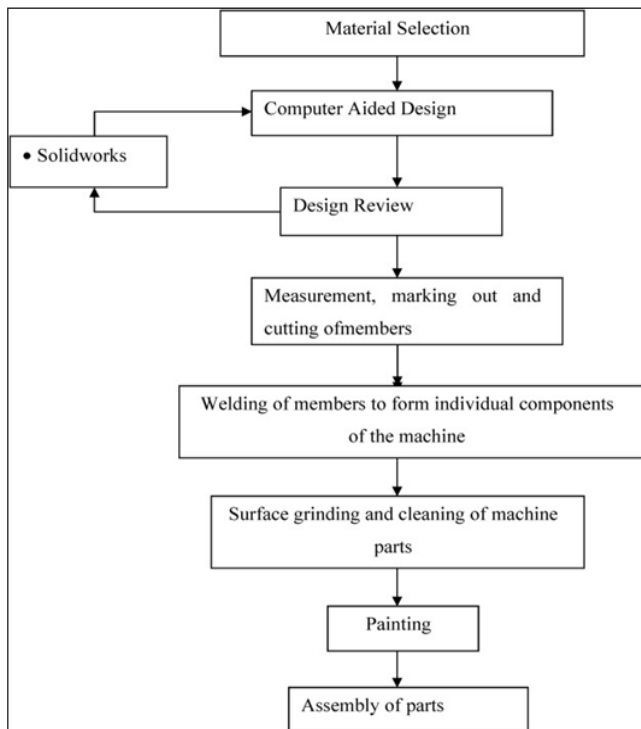 Material Selection
Computer Aided Design
• Solidworks
Design Review
Measurement, marking out and
cutting ofmembers
Welding of members to form individual components
of the machine
Surface grinding and cleaning of machine
parts
Painting
Assembly of parts